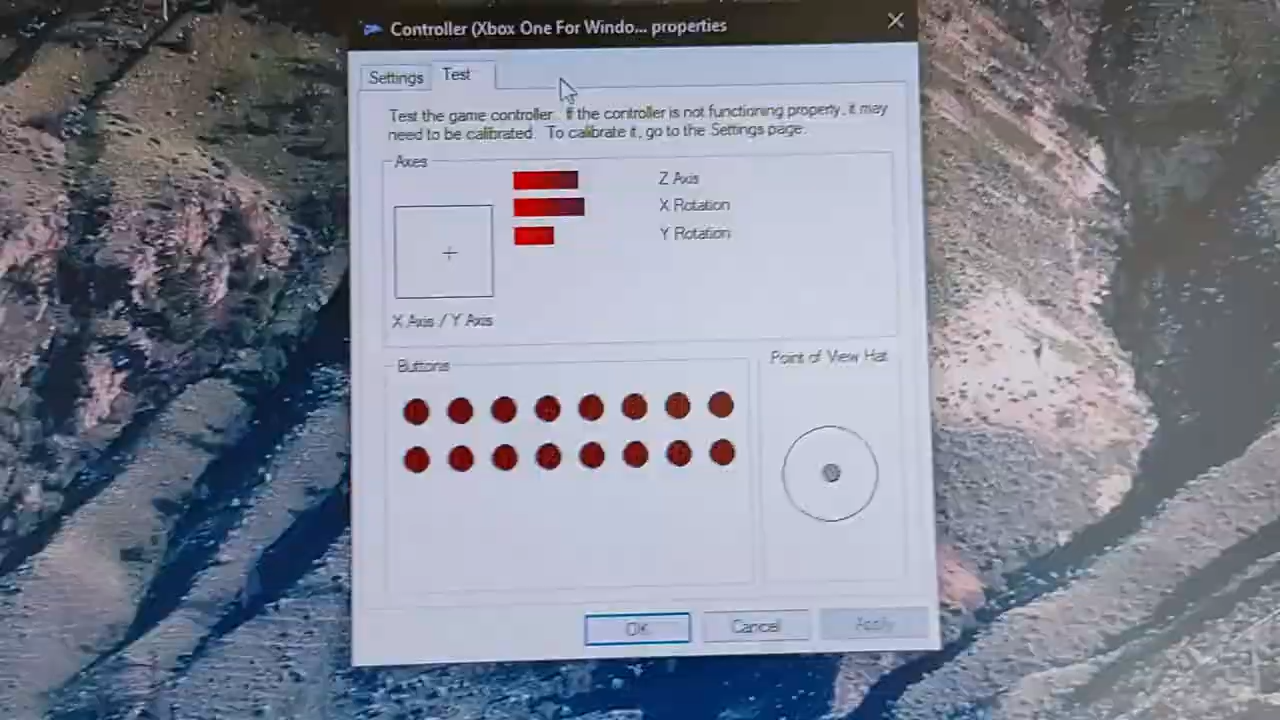 Controller (Xbox One For Windo... properties
Settings
Test
Test the game controller. If the controller is not functioning property, it may
need to be calibrated. To calibrate it, go to the Settings page.
Axes
Z Axis
X Rotation
Y Rotation
X Axis / Y Axis
Buttons
Point of View Hat
OK
Cancel
Apply